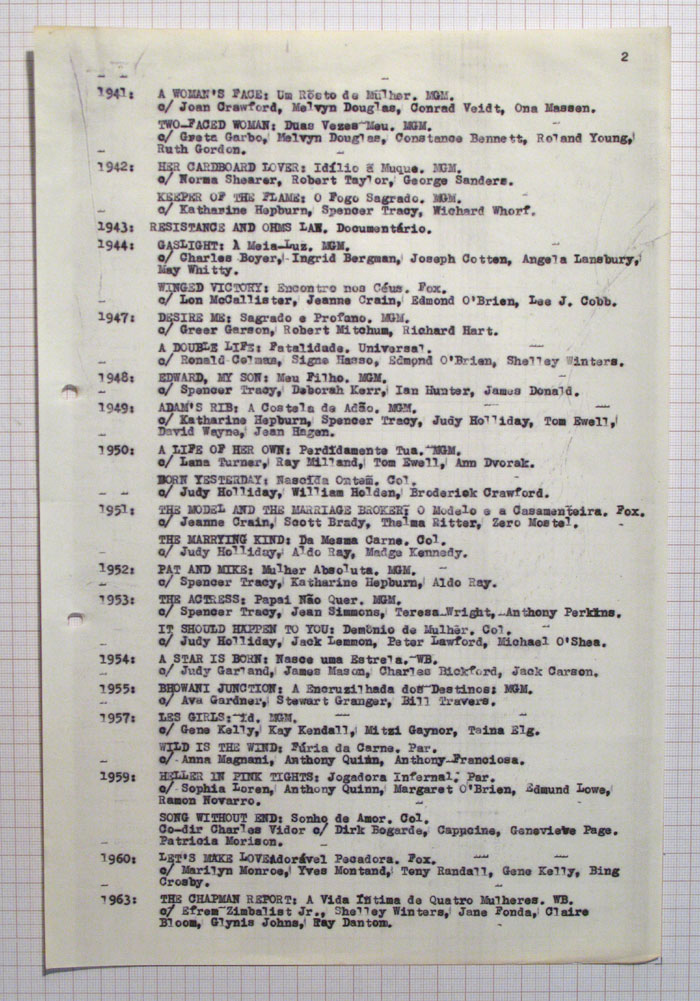 2
1941: A WOMAN'S FACE: Um Rôsto de Mulher. MGM.
c/ Joan Crawford, Melvyn Douglas, Conrad Veidt, Ona Massen.
TWO-FACED WOMAN: Duas Vezes Meu. MGM.
c/ Greta Garbo, Melvyn Douglas, Constance Bennett, Roland Young,
Ruth Gordon.
1942: HER CARDBOARD LOVER: Idílio à Muque. MGM.
c/ Norma Shearer, Robert Taylor, George Sanders.
KEEPER OF THE FLAME: O Fogo Sagrado. MGM.
c/ Katharine Hepburn, Spencer Tracy, Wichard Whorf.
1943: RESISTANCE AND OHMS LAW. Documentário.
1944: GASLIGHT: À Meia-Luz. MGM.
c/ Charles Boyer, Ingrid Bergman, Joseph Cotten, Angela Lansbury,
May Whitty.
WINGED VICTORY: Encontro nos Céus. Fox.
c/ Lon McCallister, Jeanne Crain, Edmond O'Brien, Lee J. Cobb.
1947: DESIRE ME: Sagrado e Profano. MGM.
c/ Greer Garson, Robert Mitchum, Richard Hart.
A DOUBLE LIFE: Fatalidade. Universal.
c/ Ronald Colman, Signe Hasso, Edmond O'Brien, Shelley Winters.
1948: EDWARD, MY SON: Meu Filho. MGM.
c/ Spencer Tracy, Deborah Kerr, Ian Hunter, James Donald.
1949: ADAM'S RIB: A Costela de Adão. MGM.
c/ Katharine Hepburn, Spencer Tracy, Judy Holliday, Tom Ewell,
David Wayne, Jean Hagen.
1950: A LIFE OF HER OWN: Perdidamente Tua. MGM.
c/ Lana Turner, Ray Milland, Tom Ewell, Ann Dvorak.
BORN YESTERDAY: Nascida Ontem. Col.
c/ Judy Holliday, William Holden, Broderick Crawford.
1951: THE MODEL AND THE MARRIAGE BROKER: O Modelo e a Casamenteira. Fox.
c/ Jeanne Crain, Scott Brady, Thelma Ritter, Zero Mostel.
THE MARRYING KIND: Da Mesma Carne. Col.
c/ Judy Holliday, Aldo Ray, Madge Kennedy.
1952: PAT AND MIKE: Mulher Absoluta. MGM.
c/ Spencer Tracy, Katharine Hepburn, Aldo Ray.
1953: THE ACTRESS: Papai Não Quer. MGM.
c/ Spencer Tracy, Jean Simmons, Teresa Wright, Anthony Perkins.
IT SHOULD HAPPEN TO YOU: Demônio de Mulher. Col.
c/ Judy Holliday, Jack Lemmon, Peter Lawford, Michael O'Shea.
1954: A STAR IS BORN: Nasce uma Estrela. WB.
c/ Judy Garland, James Mason, Charles Bickford, Jack Carson.
1955: BHOWANI JUNCTION: A Encruzilhada dos Destinos: MGM.
c/ Ava Gardner, Stewart Granger, Bill Travers.
1957: LES GIRLS: id. MGM.
c/ Gene Kelly, Kay Kendall, Mitzi Gaynor, Taina Elg.
WILD IS THE WIND: Fúria da Carne. Par.
c/ Anna Magnani, Anthony Quinn, Anthony Franciosa.
1959: HELLER IN PINK TIGHTS: Jogadora Infernal. Par.
c/ Sophia Loren, Anthony Quinn, Margaret O'Brien, Edmund Lowe,
Ramon Novarro.
SONG WITHOUT END: Sonho de Amor. Col.
Co-dir Charles Vidor c/ Dirk Bogarde, Capucine, Genevieve Page.
Patricia Morison.
1960: LET'S MAKE LOVEAdorável Pecadora. Fox.
c/ Marilyn Monroe, Yves Montand, Tony Randall, Gene Kelly, Bing
Crosby.
1963: THE CHAPMAN REPORT: A Vida Íntima de Quatro Mulheres. WB.
c/ Efrem Zimbalist Jr., Shelley Winters, Jane Fonda, Claire
Bloom, Glynis Johns, Ray Dantom.